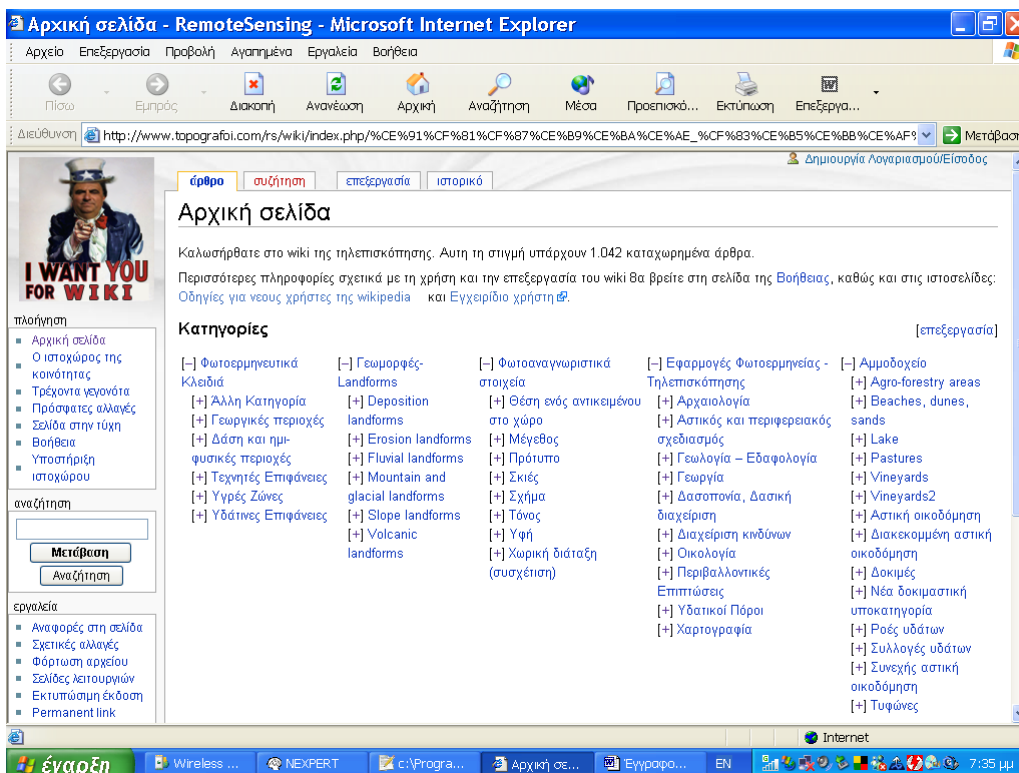 Αρχική σελίδα - RemoteSensing - Microsoft Internet Explorer
Αρχείο Επεξεργασία Προβολή Αγαπημένα Εργαλεία Βοήθεια
Πίσω Εμπρός Διακοπή Ανανέωση Αρχική Αναζήτηση Μέσα Προεπισκό... Εκτύπωση Επεξεργα...
Διεύθυνση http://www.topografoi.com/rs/wiki/index.php/%CE%91%CF%81%CF%87%CE%B9%CE%BA%CE%AE_%CF%83%CE%B5%CE%BB%CE%AF% Μετάβαση
Δημιουργία Λογαριασμού/Είσοδος
άρθρο συζήτηση επεξεργασία ιστορικό
I WANT YOU
FOR WIKI
Αρχική σελίδα
Καλωσήρθατε στο wiki της τηλεπισκόπησης. Αυτη τη στιγμή υπάρχουν 1.042 καταχωρημένα άρθρα.
Περισσότερες πληροφορίες σχετικά με τη χρήση και την επεξεργασία του wiki θα βρείτε στη σελίδα της Βοήθειας, καθώς και στις ιστοσελίδες:
Οδηγίες για νεους χρήστες της wikipedia και Εγχειρίδιο χρήστη.
πλοήγηση
Αρχική σελίδα
Ο ιστοχώρος της
κοινότητας
Τρέχοντα γεγονότα
Πρόσφατες αλλαγές
Σελίδα στην τύχη
Βοήθεια
Υποστήριξη
ιστοχώρου
αναζήτηση
Μετάβαση
Αναζήτηση
εργαλεία
Αναφορές στη σελίδα
Σχετικές αλλαγές
Φόρτωση αρχείου
Σελίδες λειτουργιών
Εκτυπώσιμη έκδοση
Permanent link
Κατηγορίες [επεξεργασία]
[–] Φωτοερμηνευτικά
Κλειδιά
[+] Άλλη Κατηγορία
[+] Γεωργικές περιοχές
[+] Δάση και ημι-
φυσικές περιοχές
[+] Τεχνητές Επιφάνειες
[+] Υγρές Ζώνες
[+] Υδάτινες Επιφάνειες
[–] Γεωμορφές-
Landforms
[+] Deposition
landforms
[+] Erosion landforms
[+] Fluvial landforms
[+] Mountain and
glacial landforms
[+] Slope landforms
[+] Volcanic
landforms
[–] Φωτοαναγνωριστικά
στοιχεία
[+] Θέση ενός αντικειμένου
στο χώρο
[+] Μέγεθος
[+] Πρότυπο
[+] Σκιές
[+] Σχήμα
[+] Τόνος
[+] Υφή
[+] Χωρική διάταξη
(συσχέτιση)
[–] Εφαρμογές Φωτοερμηνείας -
Τηλεπισκόπησης
[+] Αρχαιολογία
[+] Αστικός και περιφερειακός
σχεδιασμός
[+] Γεωλογία – Εδαφολογία
[+] Γεωργία
[+] Δασοπονία, Δασική
διαχείριση
[+] Διαχείριση κινδύνων
[+] Οικολογία
[+] Περιβαλλοντικές
Επιπτώσεις
[+] Υδατικοί Πόροι
[+] Χαρτογραφία
[–] Αμμοδοχείο
[+] Agro-forestry areas
[+] Beaches, dunes,
sands
[+] Lake
[+] Pastures
[+] Vineyards
[+] Vineyards2
[+] Αστική οικοδόμηση
[+] Διακεκομμένη αστική
οικοδόμηση
[+] Δοκιμές
[+] Νέα δοκιμαστική
υποκατηγορία
[+] Ροές υδάτων
[+] Συλλογές υδάτων
[+] Συνεχής αστική
οικοδόμηση
[+] Τυφώνες
Internet
έναρξη Wireless ... NEXPERT c:\Progra... Αρχική σε... Έγγραφο... EN 7:35 μμ